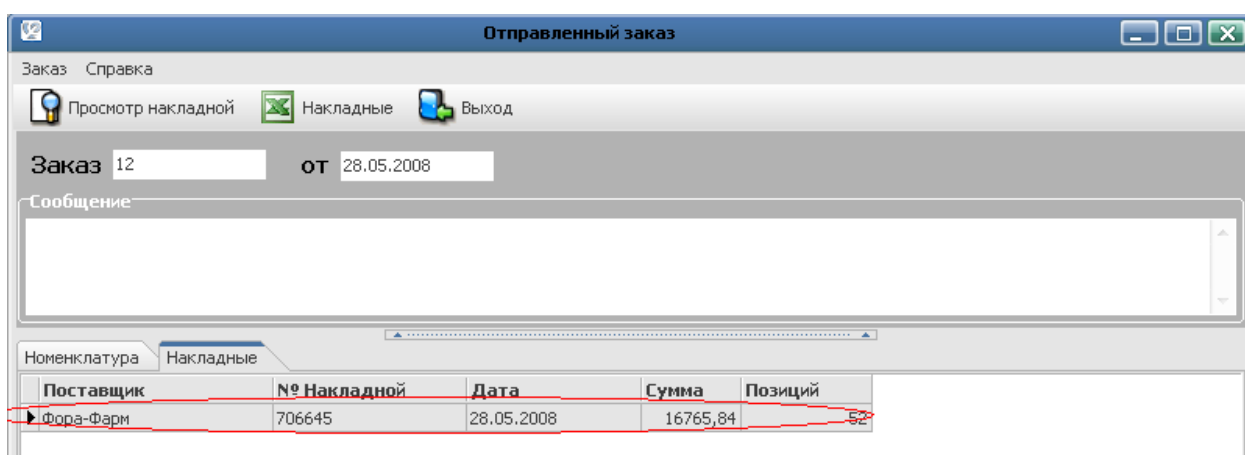 Отправленный заказ
Заказ Справка
Просмотр накладной Накладные Выход
Заказ 12 от 28.05.2008
Сообщение
Номенклатура Накладные
Поставщик № Накладной Дата Сумма Позиций
Фора-Фарм 706645 28.05.2008 16765,84 52